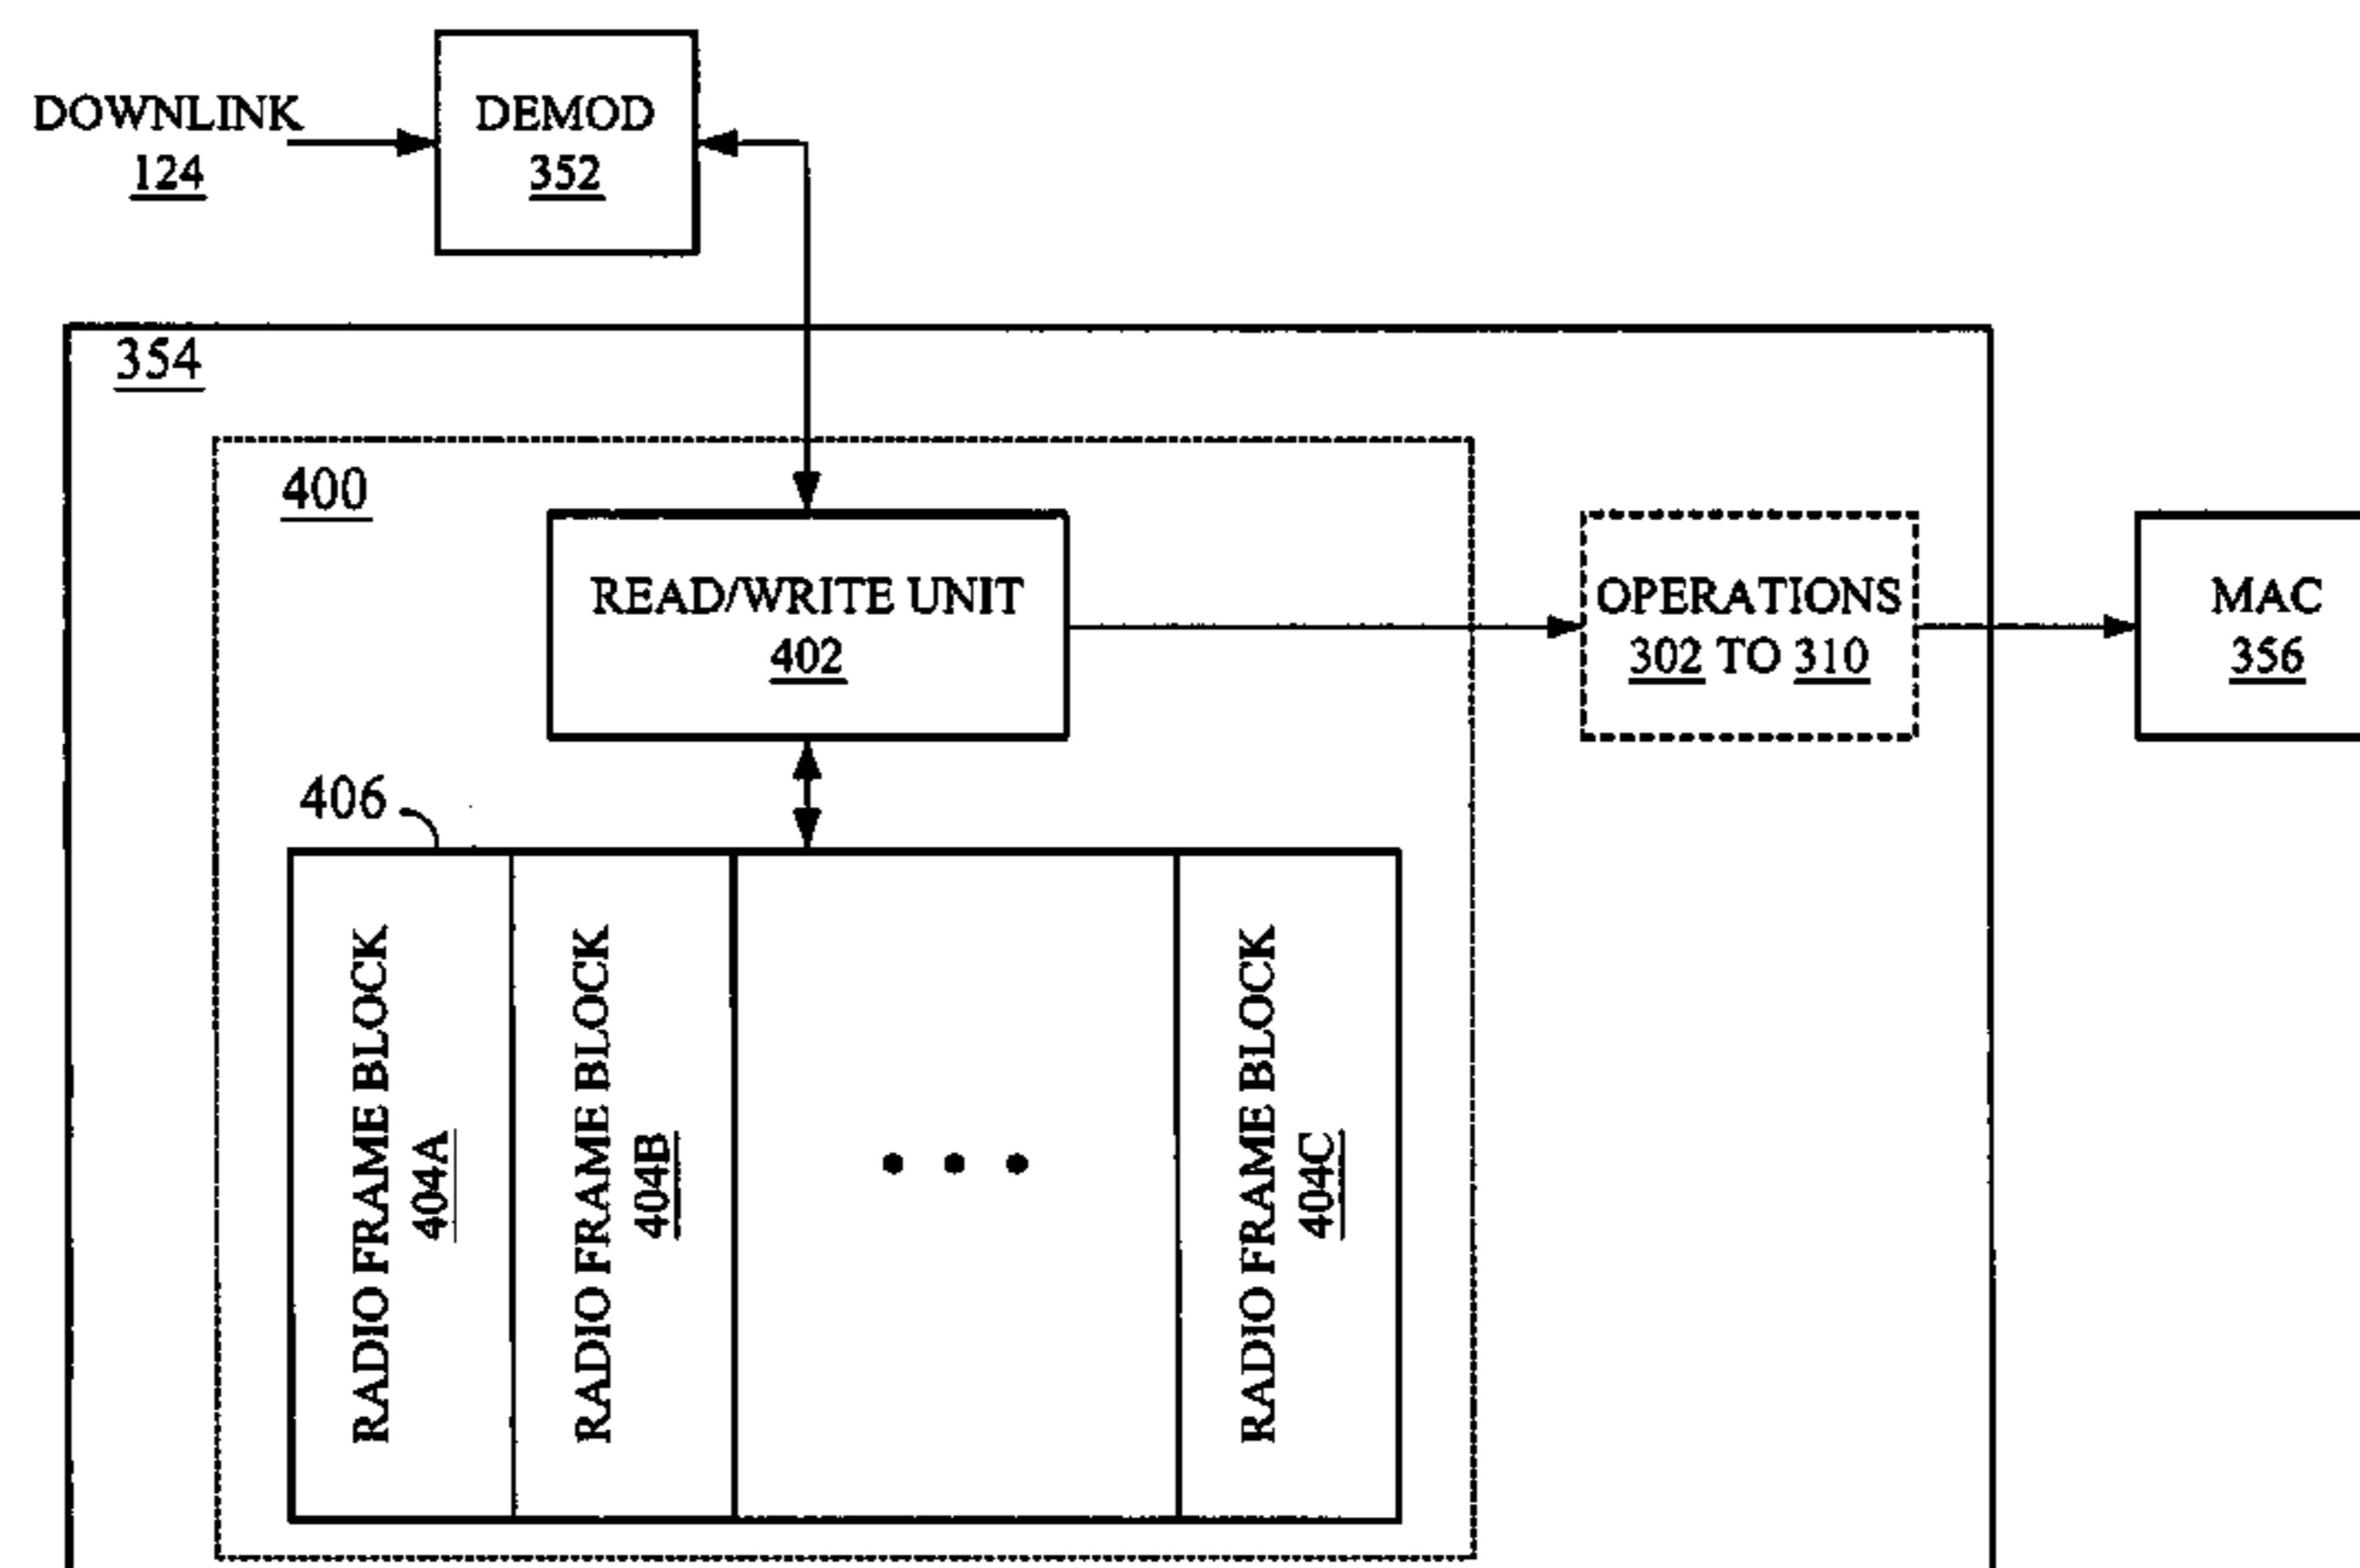 DOWNLINK
124
DEMOD
352
354
400
READ/WRITE UNIT
402
OPERATIONS
302 TO 310
MAC
356
406
RADIO FRAME BLOCK
404A
RADIO FRAME BLOCK
404B
• • •
RADIO FRAME BLOCK
404C